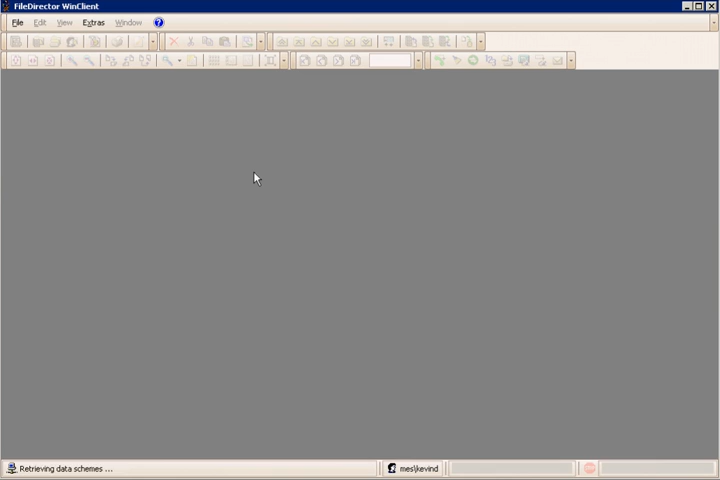 FileDirector WinClient
File Edit View Extras Window
Retrieving data schemes ... mes\kevind